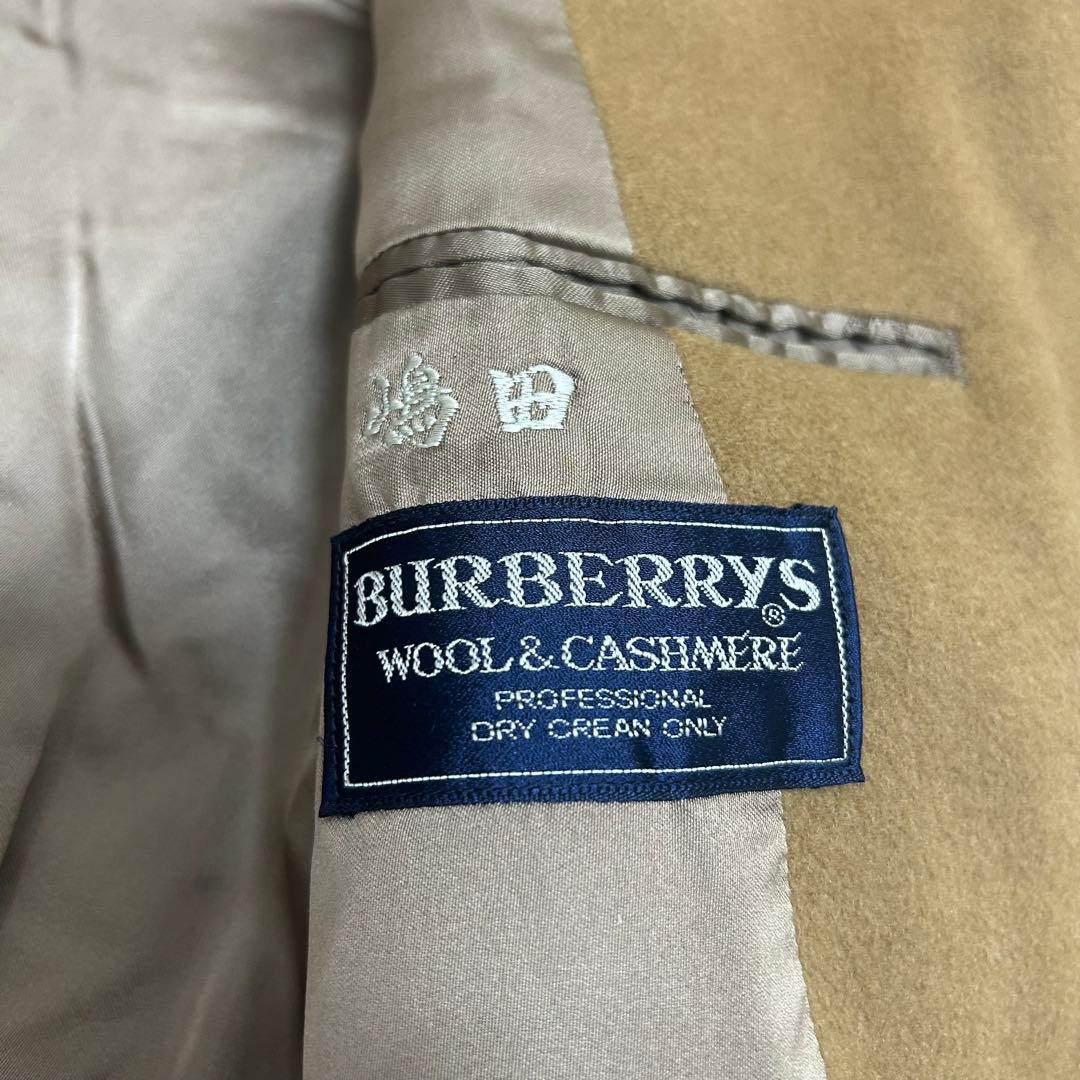 嶋田
BURBERRYS®
WOOL & CASHMERE
PROFESSIONAL
DRY CREAN ONLY